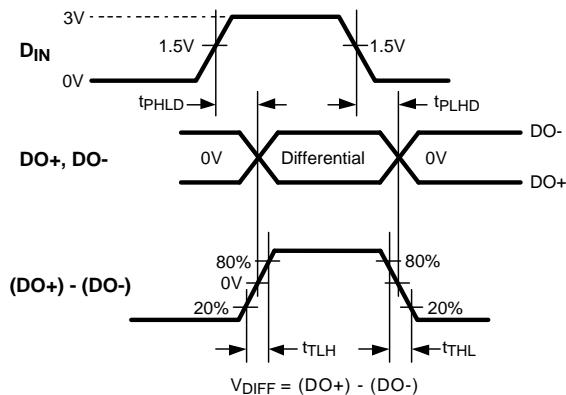 3V
DIN
1.5V
1.5V
0V
tPHLD
tPLHD
DO-
DO+, DO-
0V
Differential
0V
DO+
80%
80%
(DO+) - (DO-)
0V
20%
20%
tTLH
tTHL
VDIFF = (DO+) - (DO-)